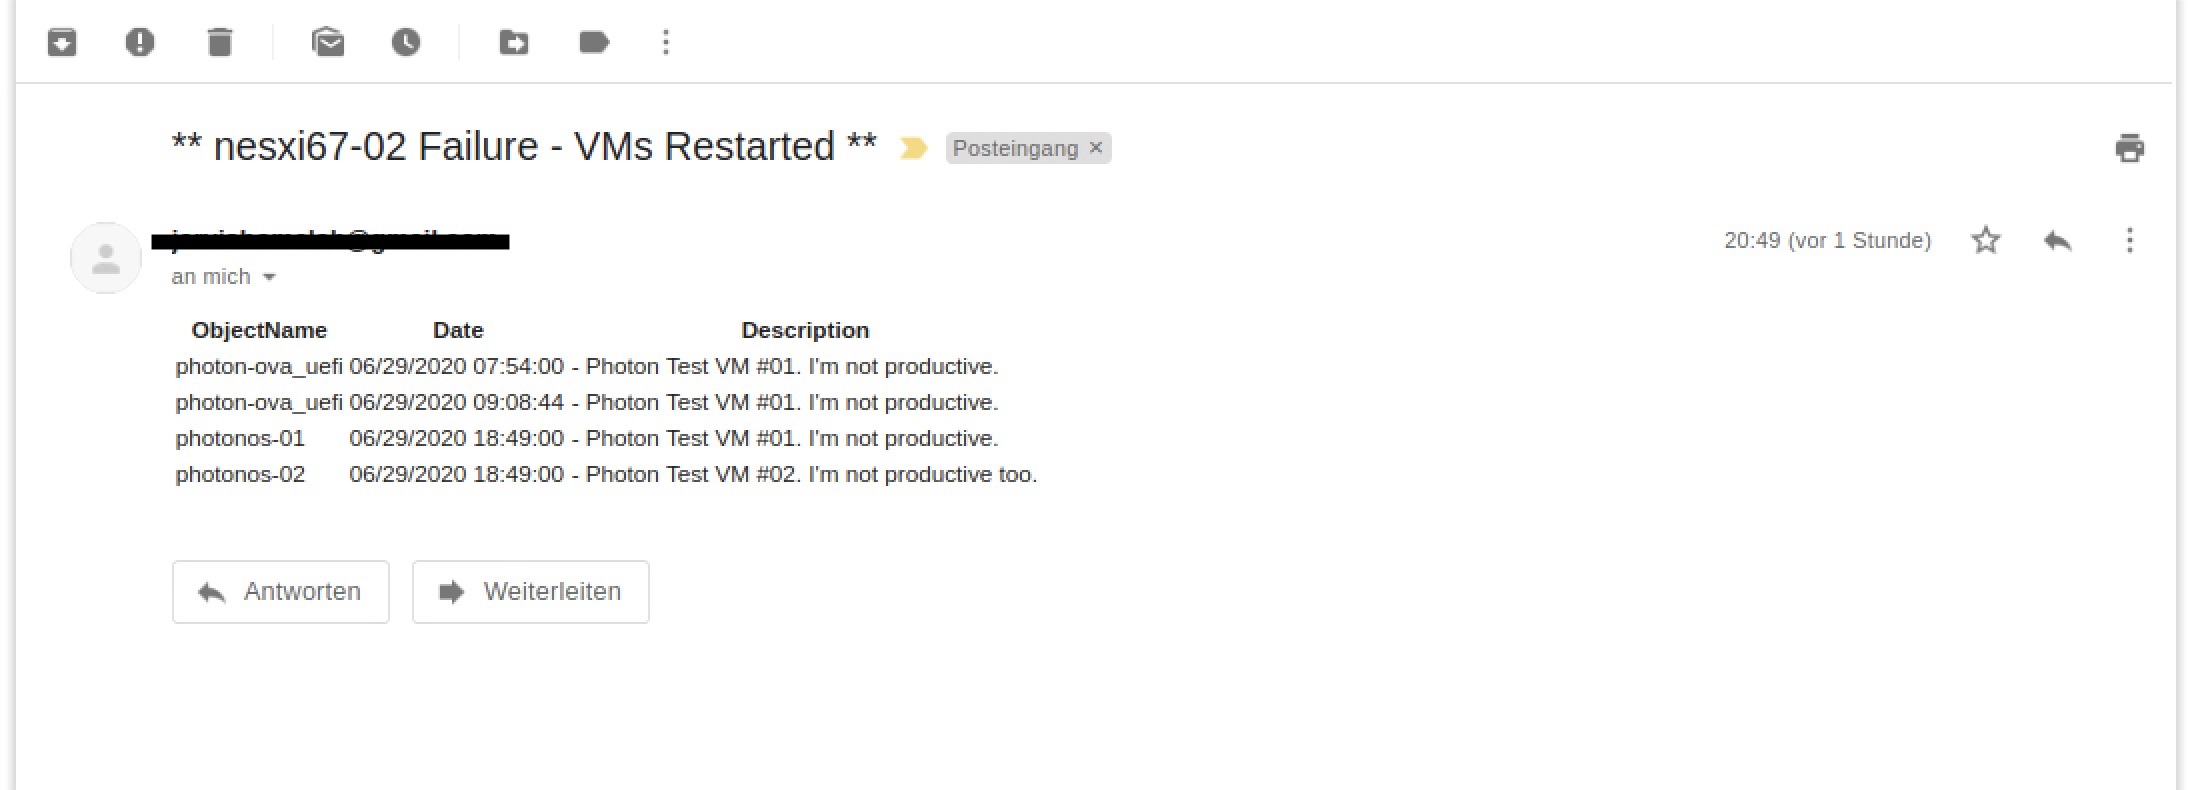 ** nesxi67-02 Failure - VMs Restarted ** Posteingang ×
20:49 (vor 1 Stunde)
an mich
ObjectName Date Description
photon-ova_uefi 06/29/2020 07:54:00 - Photon Test VM #01. I'm not productive.
photon-ova_uefi 06/29/2020 09:08:44 - Photon Test VM #01. I'm not productive.
photonos-01 06/29/2020 18:49:00 - Photon Test VM #01. I'm not productive.
photonos-02 06/29/2020 18:49:00 - Photon Test VM #02. I'm not productive too.
Antworten Weiterleiten